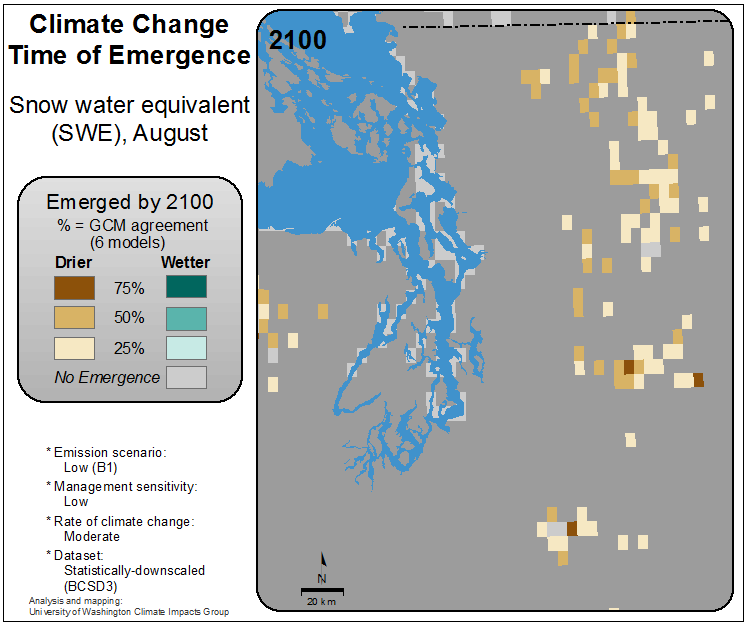 Climate Change
Time of Emergence
Snow water equivalent
(SWE), August
Emerged by 2100
% = GCM agreement
(6 models)
Drier Wetter
75%
50%
25%
No Emergence
* Emission scenario:
Low (B1)
* Management sensitivity:
Low
* Rate of climate change:
Moderate
* Dataset:
Statistically-downscaled
(BCSD3)
Analysis and mapping:
University of Washington Climate Impacts Group
2100
N
20 km